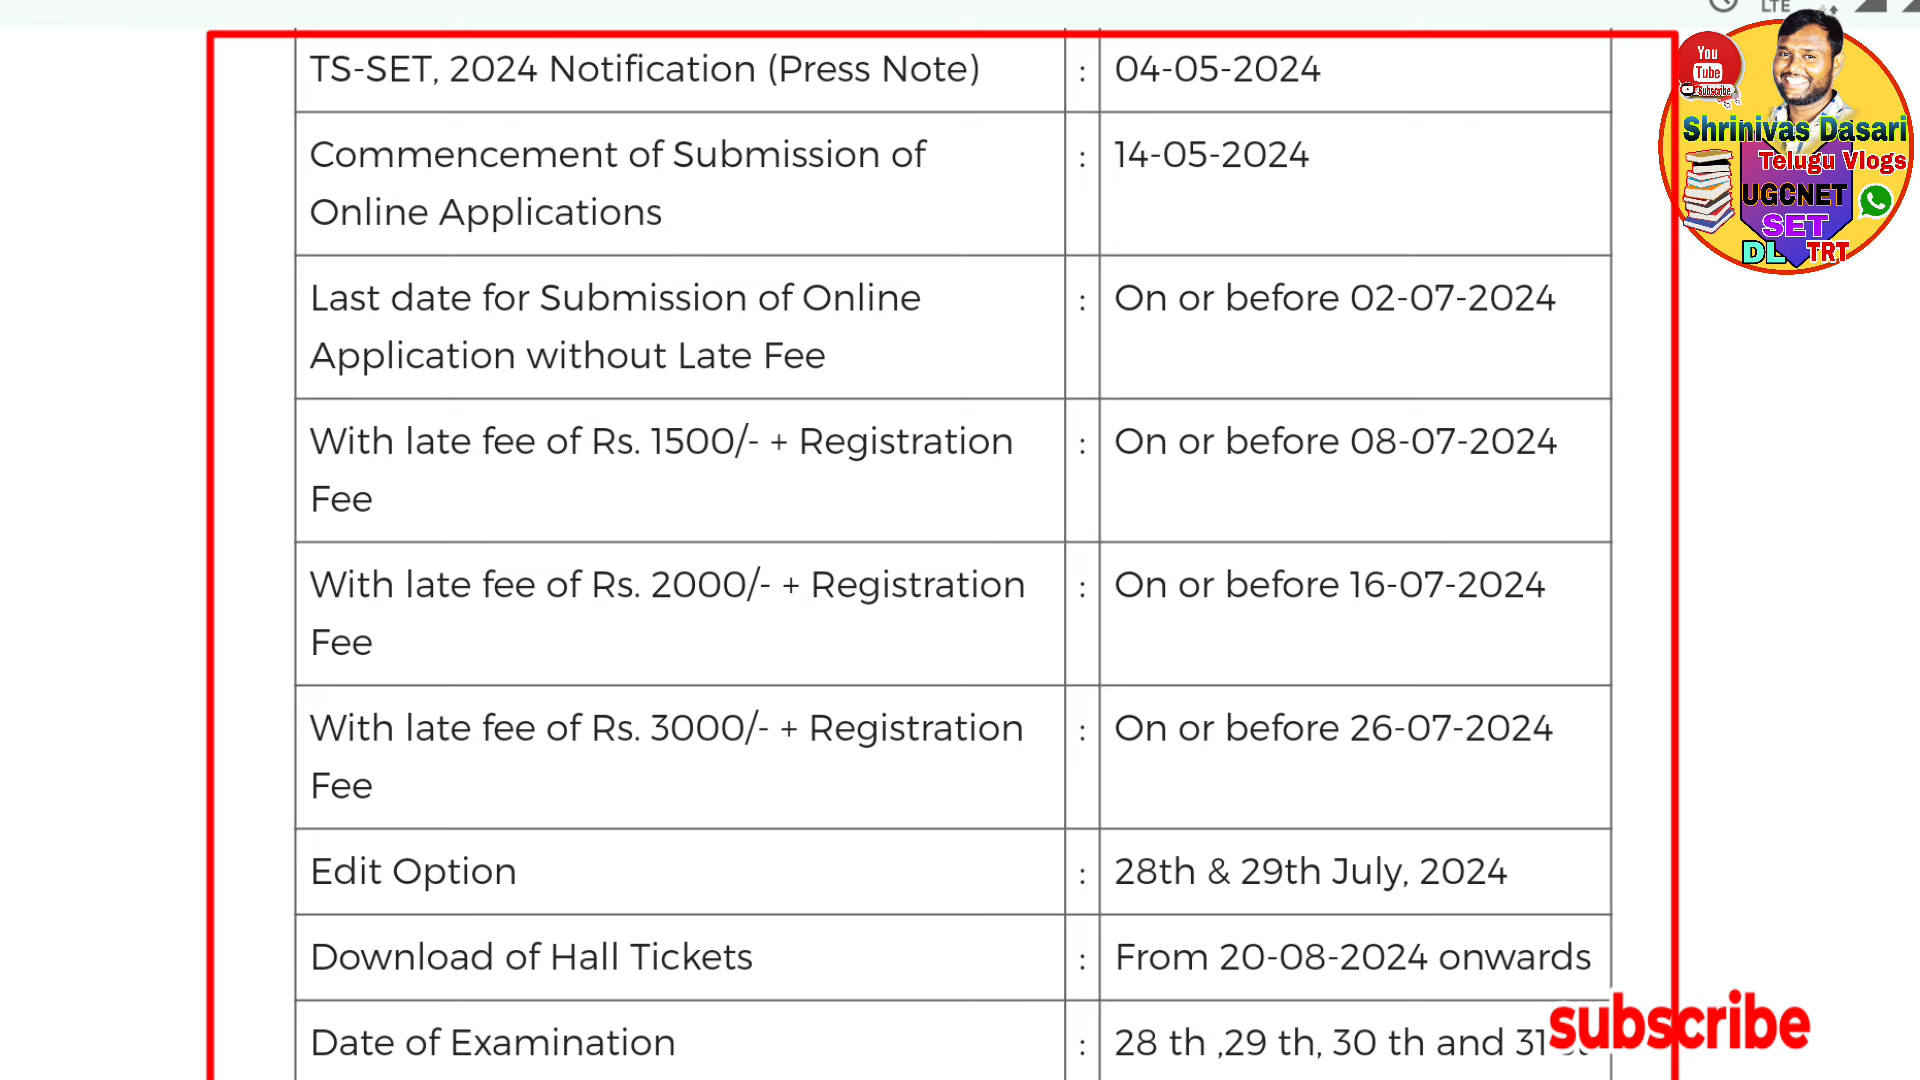 LTE
TS-SET, 2024 Notification (Press Note) : 04-05-2024
Commencement of Submission of : 14-05-2024
Online Applications
Last date for Submission of Online : On or before 02-07-2024
Application without Late Fee
With late fee of Rs. 1500/- + Registration : On or before 08-07-2024
Fee
With late fee of Rs. 2000/- + Registration : On or before 16-07-2024
Fee
With late fee of Rs. 3000/- + Registration : On or before 26-07-2024
Fee
Edit Option : 28th & 29th July, 2024
Download of Hall Tickets : From 20-08-2024 onwards
Date of Examination : 28 th ,29 th, 30 th and 31
You
Tube
Subscribe
Shrinivas Dasari
Telugu Vlogs
UGCNET
SET
DL TRT
subscribe